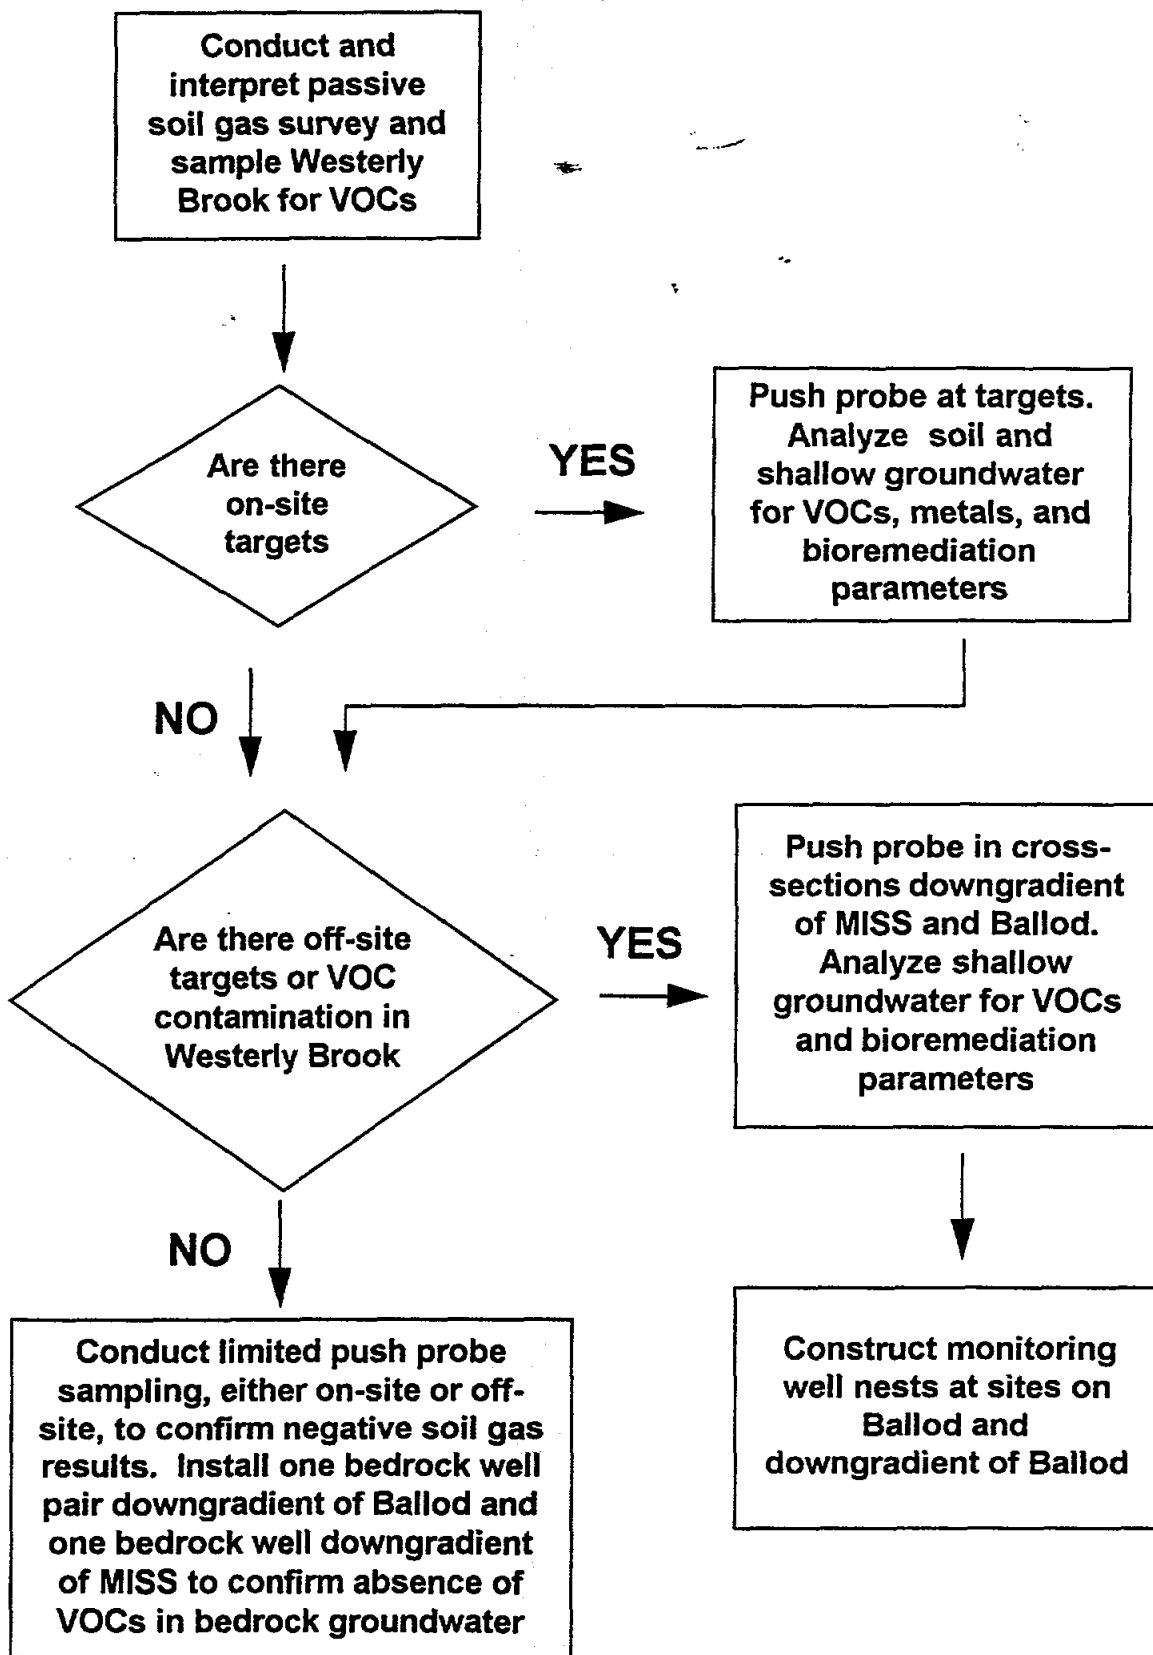 Conduct and
interpret passive
soil gas survey and
sample Westerly
Brook for VOCs
Are there
on-site
targets
YES
Push probe at targets.
Analyze soil and
shallow groundwater
for VOCs, metals, and
bioremediation
parameters
NO
Are there off-site
targets or VOC
contamination in
Westerly Brook
YES
Push probe in cross-
sections downgradient
of MISS and Ballod.
Analyze shallow
groundwater for VOCs
and bioremediation
parameters
NO
Conduct limited push probe
sampling, either on-site or off-
site, to confirm negative soil gas
results. Install one bedrock well
pair downgradient of Ballod and
one bedrock well downgradient
of MISS to confirm absence of
VOCs in bedrock groundwater
Construct monitoring
well nests at sites on
Ballod and
downgradient of Ballod